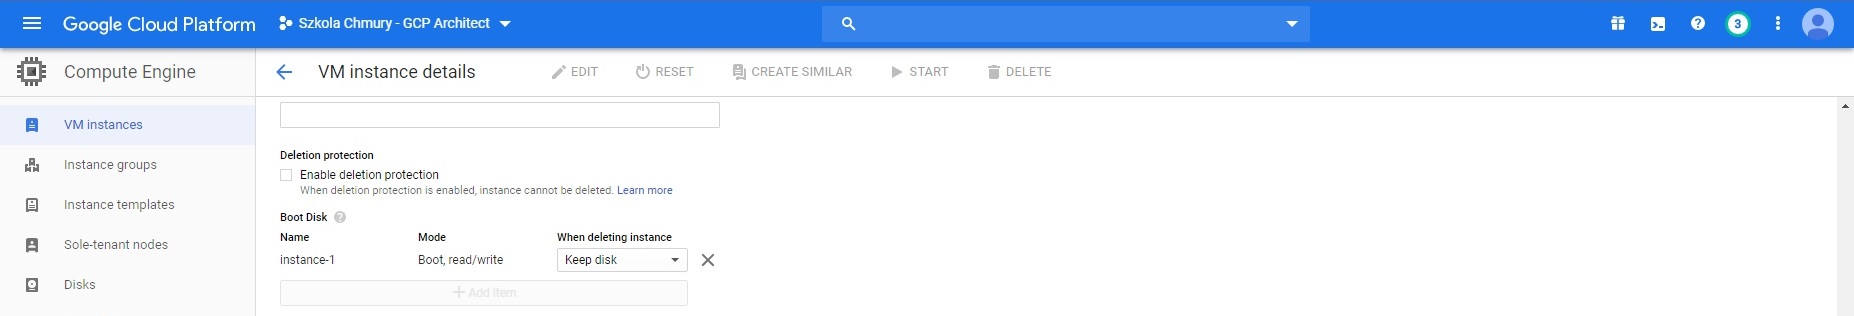 Google Cloud Platform Szkola Chmury - GCP Architect 3
Compute Engine VM instance details EDIT RESET CREATE SIMILAR START DELETE
VM instances
Instance groups
Instance templates
Sole-tenant nodes
Disks
Deletion protection
Enable deletion protection
When deletion protection is enabled, instance cannot be deleted. Learn more
Boot Disk ?
Name Mode When deleting instance
instance-1 Boot, read/write Keep disk
+ Add item